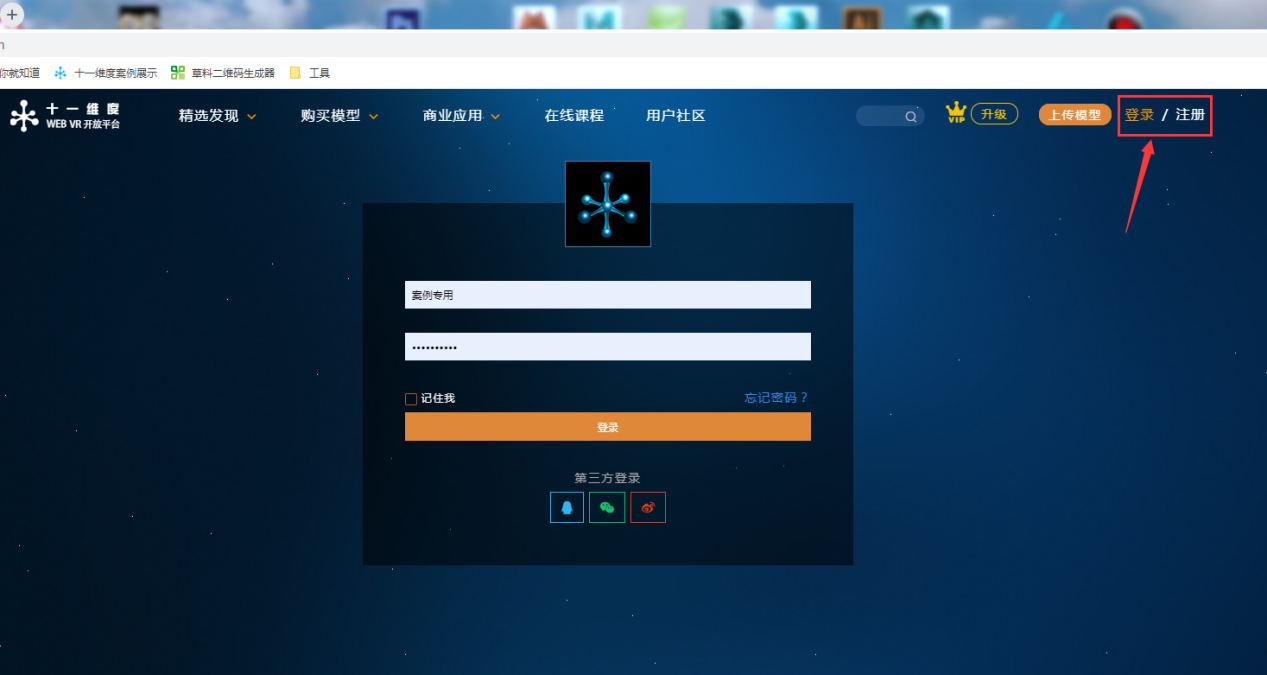 Ps
Ai
你就知道 十一维度案例展示 草料二维码生成器 工具
十一维度
WEB VR 开放平台
精选发现 购买模型 商业应用 在线课程 用户社区
VIP 升级 上传模型 登录 / 注册
案例专用
••••••••••
记住我 忘记密码？
登录
第三方登录